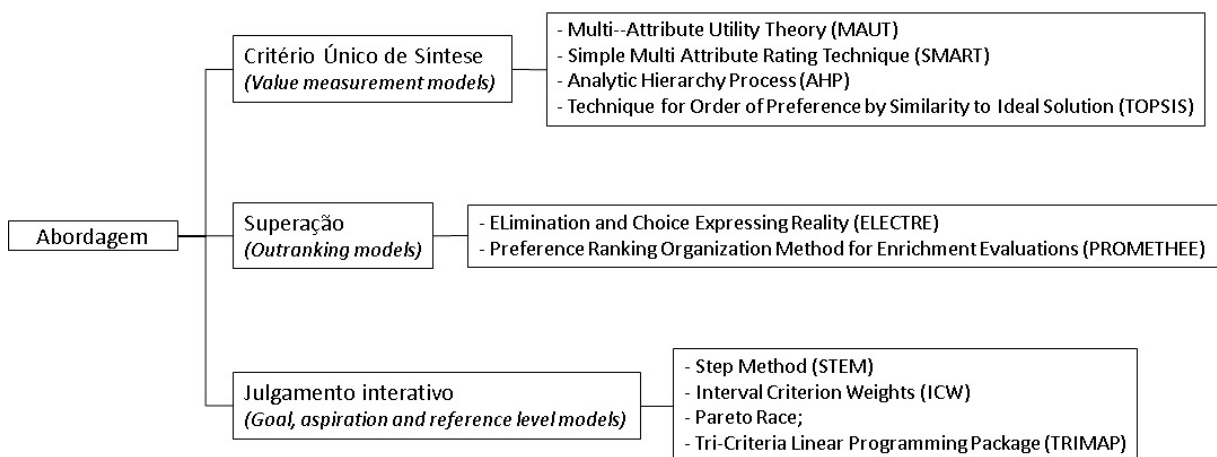 Abordagem
Critério Único de Síntese
(Value measurement models)
- Multi--Attribute Utility Theory (MAUT)
- Simple Multi Attribute Rating Technique (SMART)
- Analytic Hierarchy Process (AHP)
- Technique for Order of Preference by Similarity to Ideal Solution (TOPSIS)
Superação
(Outranking models)
- ELimination and Choice Expressing Reality (ELECTRE)
- Preference Ranking Organization Method for Enrichment Evaluations (PROMETHEE)
Julgamento interativo
(Goal, aspiration and reference level models)
- Step Method (STEM)
- Interval Criterion Weights (ICW)
- Pareto Race;
- Tri-Criteria Linear Programming Package (TRIMAP)